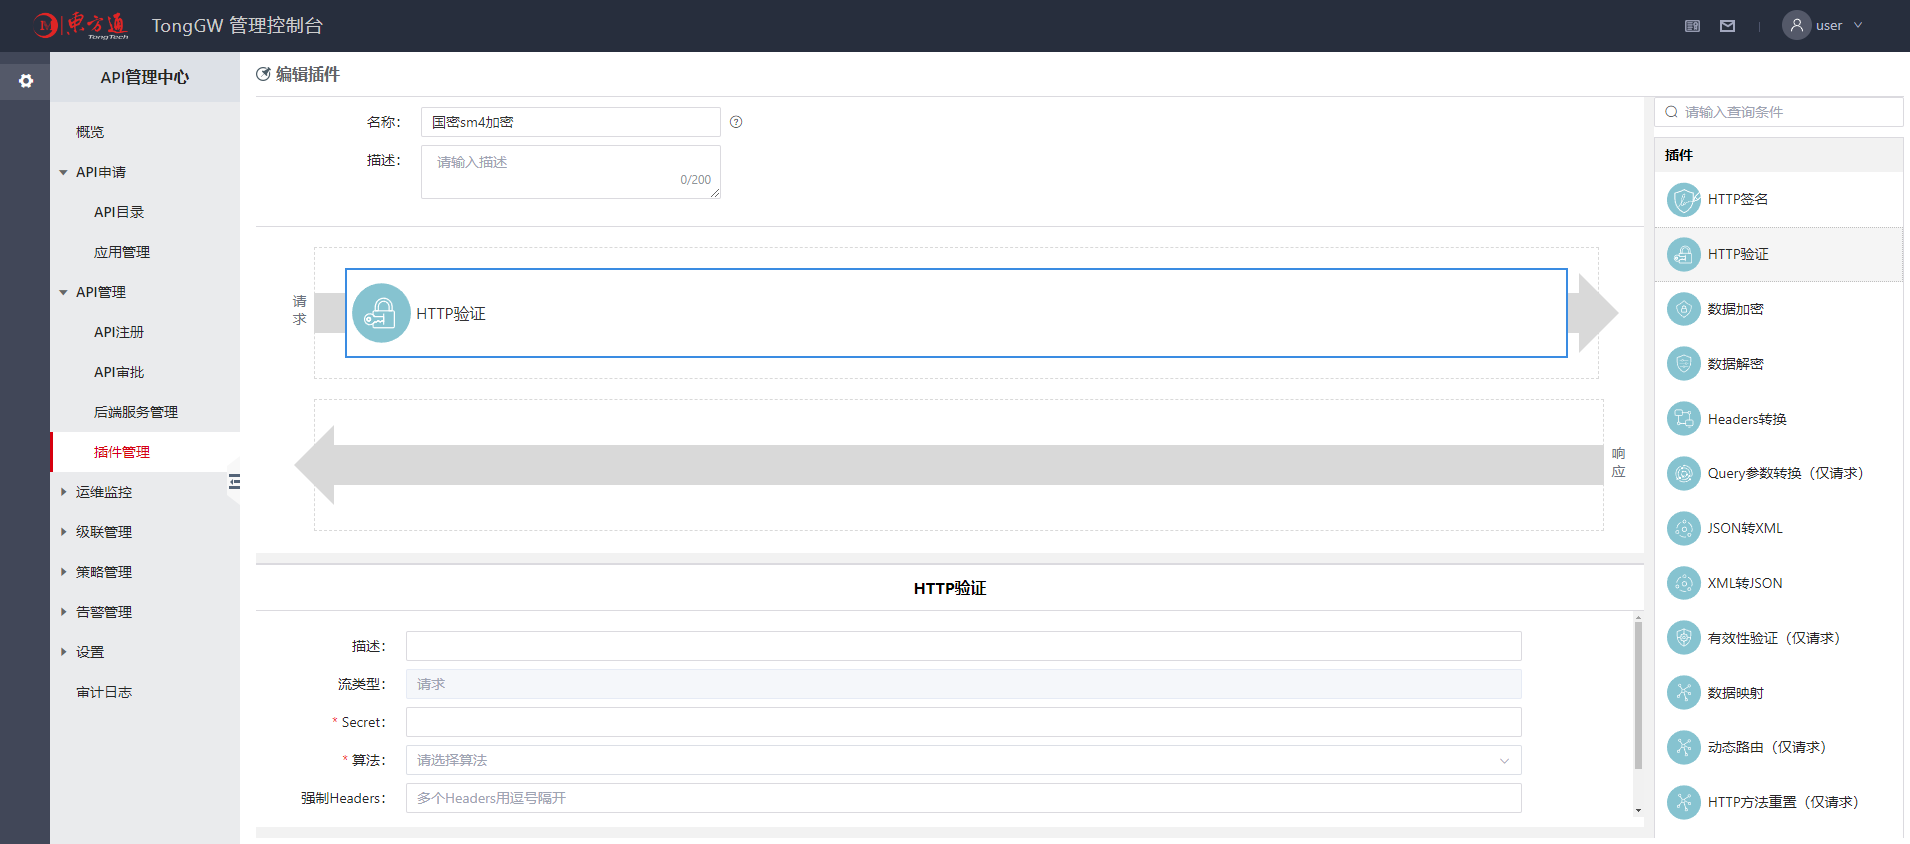 东方通
TongTech
TongGW 管理控制台
user
API管理中心
概览
API申请
API目录
应用管理
API管理
API注册
API审批
后端服务管理
插件管理
运维监控
级联管理
策略管理
告警管理
设置
审计日志
编辑插件
名称：
国密sm4加密
描述：
请输入描述
0/200
请求
HTTP验证
响应
HTTP验证
描述：
流类型：
请求
* Secret：
* 算法：
请选择算法
强制Headers：
多个Headers用逗号隔开
请输入查询条件
插件
HTTP签名
HTTP验证
数据加密
数据解密
Headers转换
Query参数转换（仅请求）
JSON转XML
XML转JSON
有效性验证（仅请求）
数据映射
动态路由（仅请求）
HTTP方法重置（仅请求）